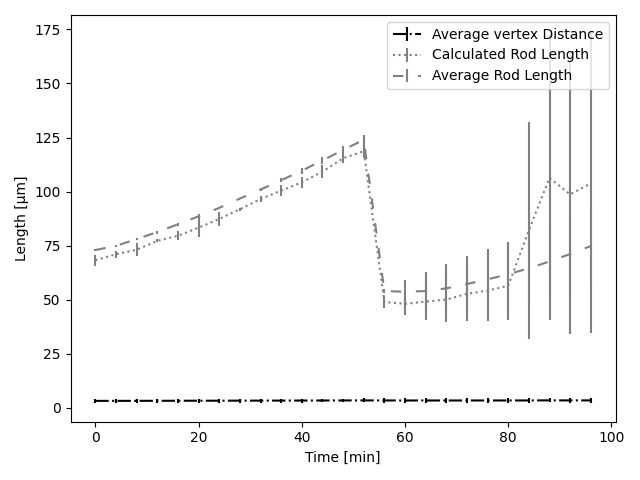 175
150
125
100
75
50
25
0
Length [μm]
0 20 40 60 80 100
Time [min]
Average vertex Distance
Calculated Rod Length
Average Rod Length